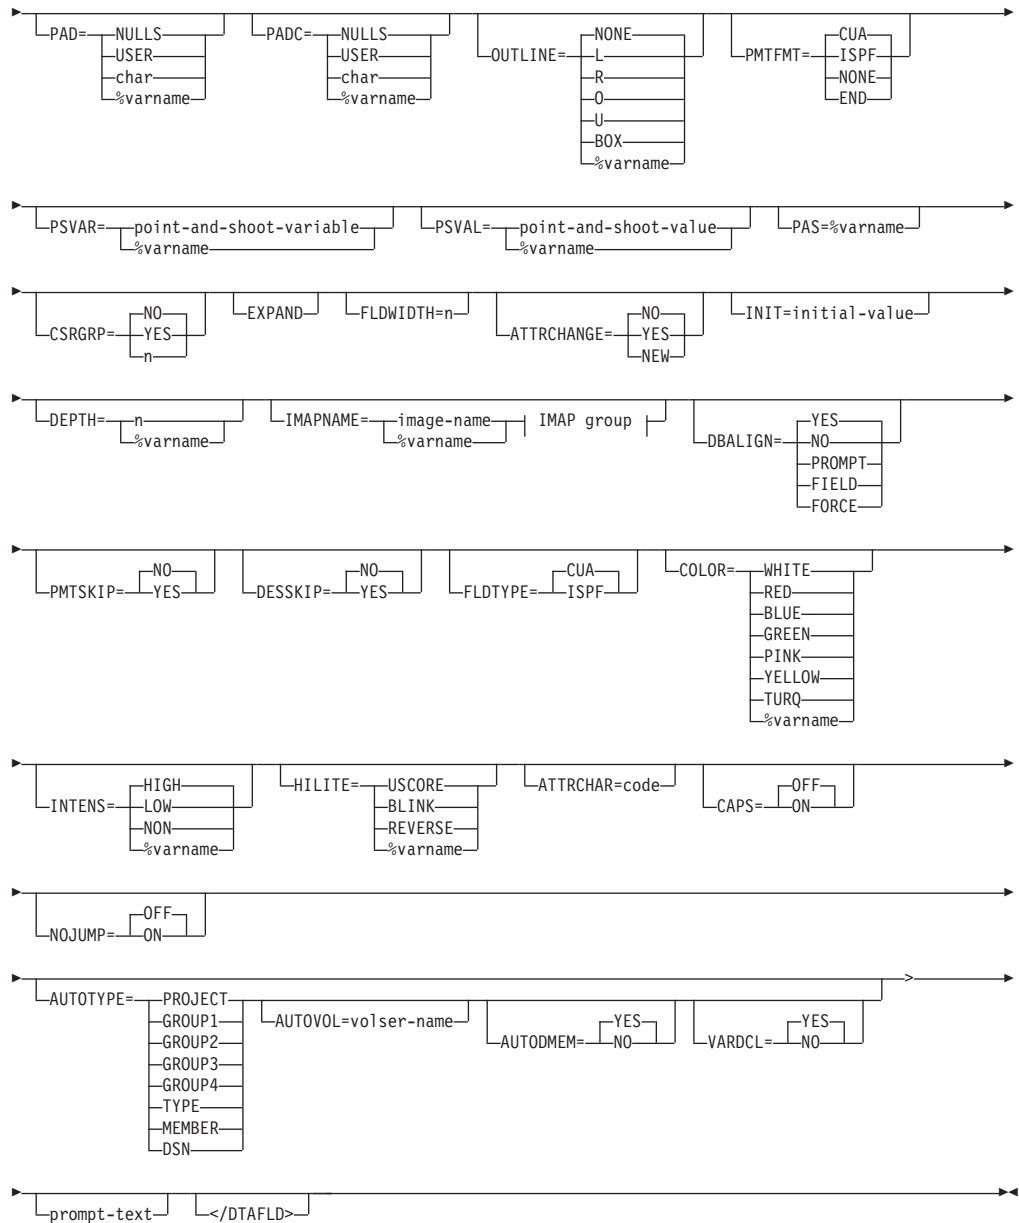 NONE CUA
PAD= NULLS PADC= NULLS OUTLINE= L PMTFMT= ISPF
USER USER R NONE
char char O END
%varname %varname U
BOX
%varname
PSVAR= point-and-shoot-variable PSVAL= point-and-shoot-value PAS=%varname
%varname %varname
NO NO
CSRGRP= YES EXPAND FLDWIDTH=n ATTRCHANGE= YES INIT=initial-value
n NEW
DEPTH= n IMAPNAME= image-name IMAP group YES
%varname %varname DBALIGN= NO
PROMPT
FIELD
FORCE
NO NO CUA COLOR= WHITE
PMTSKIP= YES DESSKIP= YES FLDTYPE= ISPF RED
BLUE
GREEN
PINK
YELLOW
TURQ
%varname
HIGH HILITE= USCORE ATTRCHAR=code OFF
INTENS= LOW BLINK CAPS= ON
NON REVERSE
%varname %varname
OFF
NOJUMP= ON
>
AUTOTYPE= PROJECT
GROUP1 AUTOVOL=volser-name YES YES
GROUP2 AUTODMEM= NO VARDCL= NO
GROUP3
GROUP4
TYPE
MEMBER
DSN
prompt-text </DTAFLD>